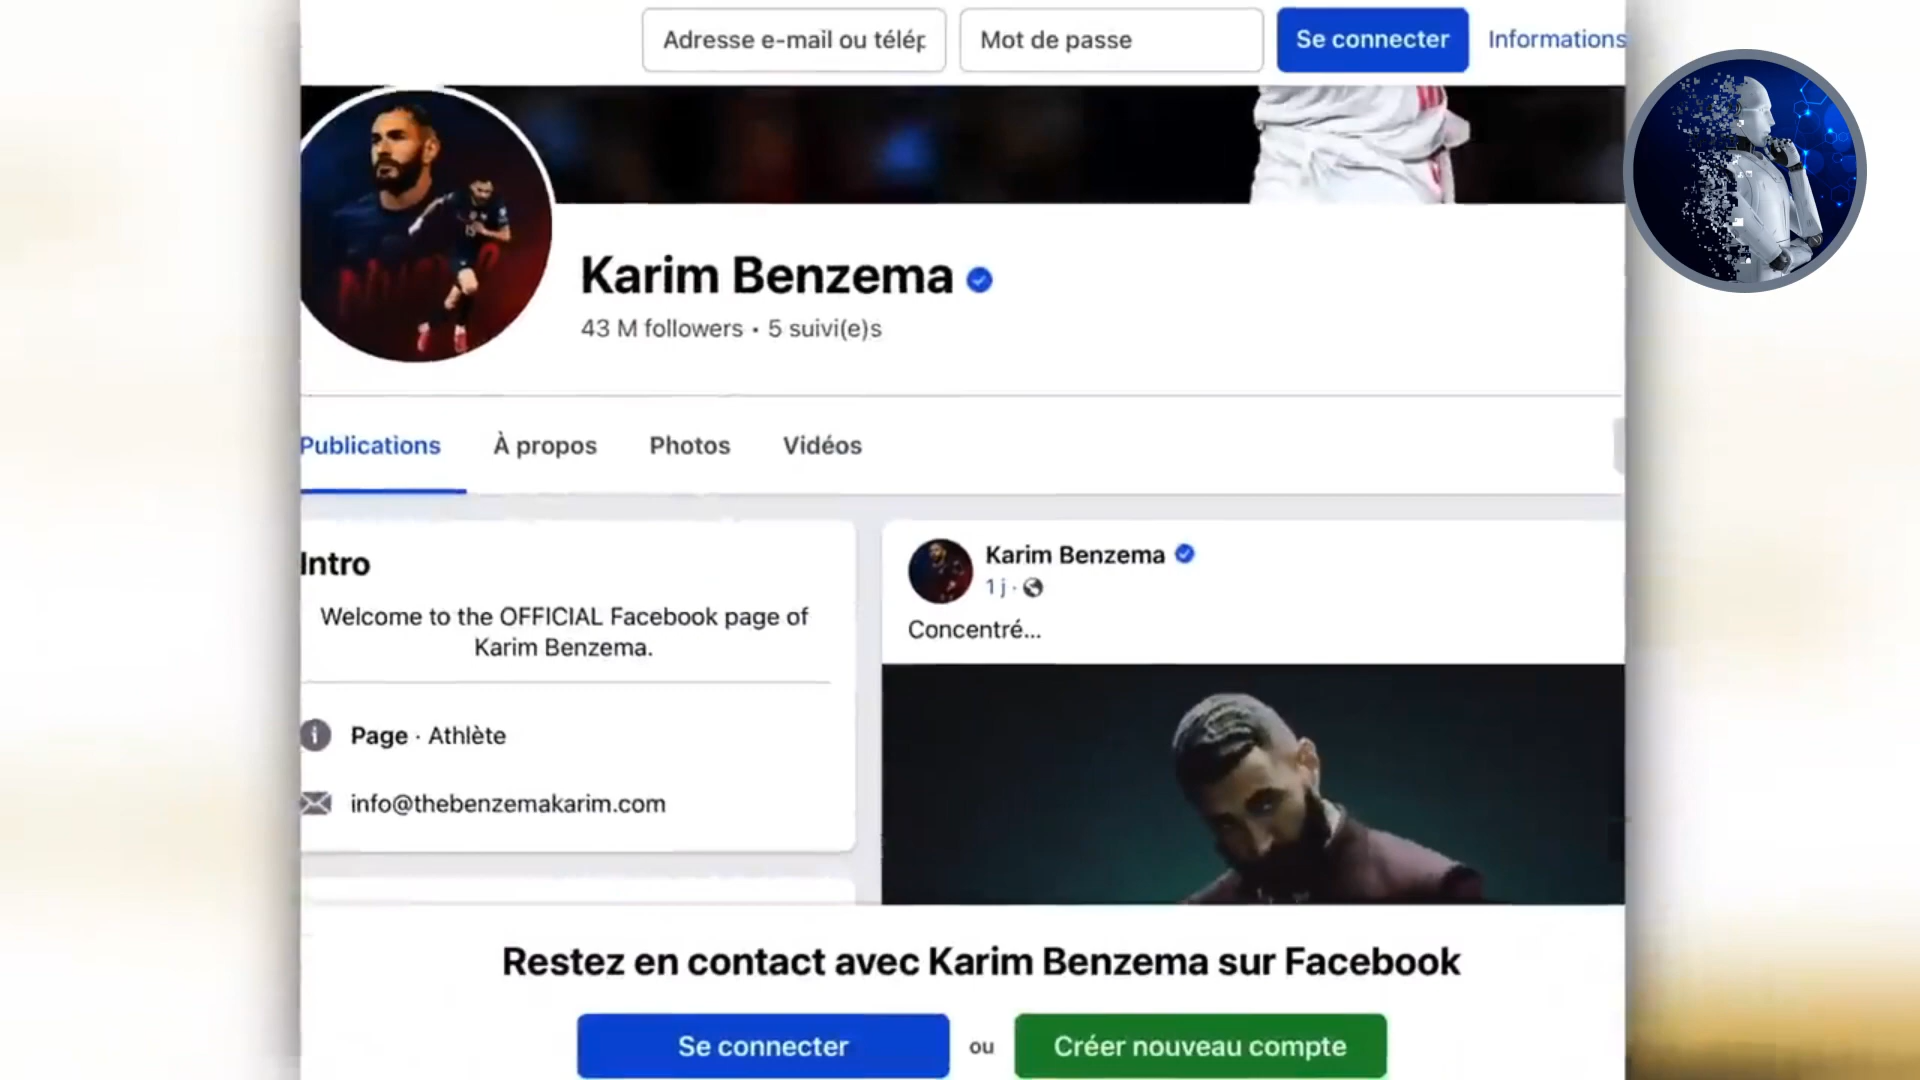 Adresse e-mail ou télép
Mot de passe
Se connecter
Informations
Karim Benzema
43 M followers • 5 suivi(e)s
Publications
À propos
Photos
Vidéos
Intro
Welcome to the OFFICIAL Facebook page of
Karim Benzema.
Page · Athlète
info@thebenzemakarim.com
Karim Benzema
1 j ·
Concentré...
Restez en contact avec Karim Benzema sur Facebook
Se connecter
ou
Créer nouveau compte